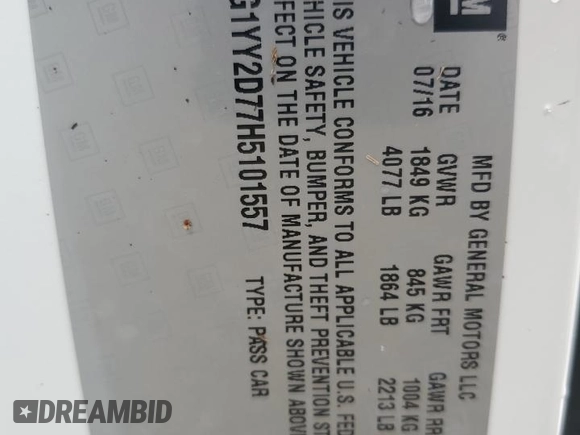 GM
MFD BY GENERAL MOTORS LLC
DATE GVWR GAWR FRT GAWR RR
07/16 1849 KG 845 KG 1004 KG
4077 LB 1864 LB 2213 LB
IS VEHICLE CONFORMS TO ALL APPLICABLE U.S. FED
HICLE SAFETY, BUMPER, AND THEFT PREVENTION ST
FECT ON THE DATE OF MANUFACTURE SHOWN ABOV
G1YY2D77H5101557 TYPE: PASS CAR
DREAMBID